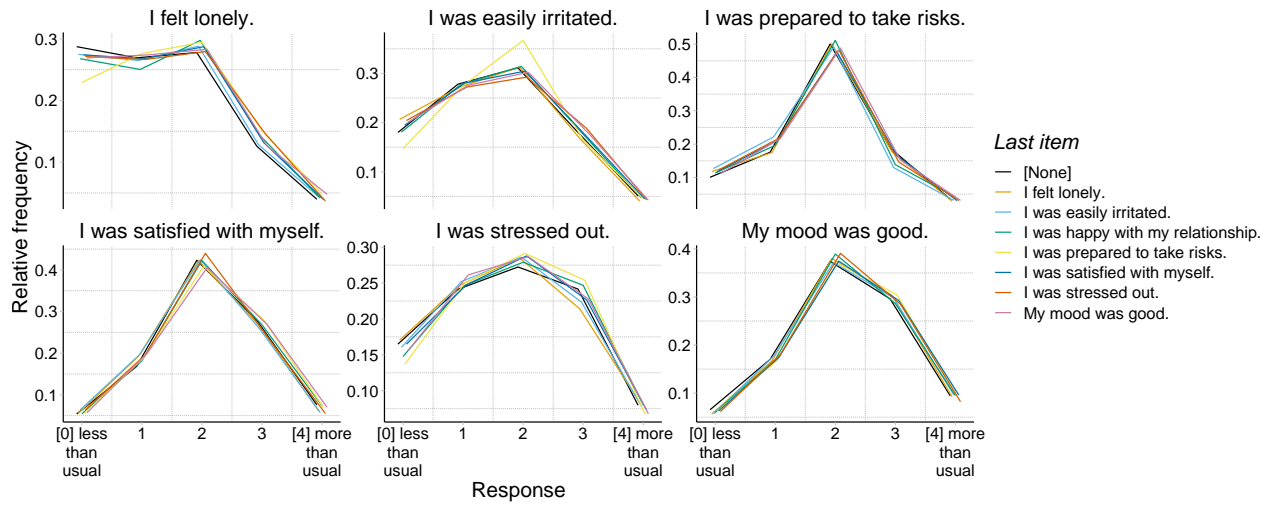 I felt lonely.
I was easily irritated.
I was prepared to take risks.
0.3
0.2
0.1
0.3
0.2
0.1
0.5
0.4
0.3
0.2
0.1
Relative frequency
I was satisfied with myself.
I was stressed out.
My mood was good.
0.4
0.3
0.2
0.1
0.30
0.25
0.20
0.15
0.10
0.4
0.3
0.2
0.1
[0] less than usual
1
2
3
[4] more than usual
[0] less than usual
1
2
3
[4] more than usual
[0] less than usual
1
2
3
[4] more than usual
Response
Last item
[None]
I felt lonely.
I was easily irritated.
I was happy with my relationship.
I was prepared to take risks.
I was satisfied with myself.
I was stressed out.
My mood was good.